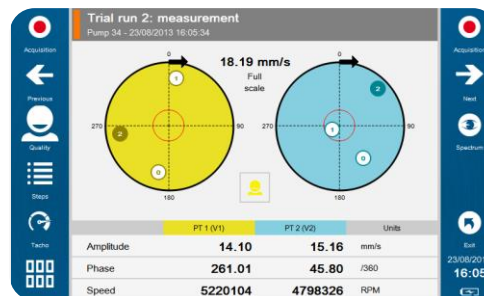 Trial run 2: measurement
Pump 34 - 23/08/2013 16:05:34
Acquisition
Previous
Quality
Steps
Tacho
0
90
180
270
1
2
0
18.19 mm/s
Full
scale
0
90
180
270
2
1
0
PT 1 (V1) PT 2 (V2) Units
Amplitude 14.10 15.16 mm/s
Phase 261.01 45.80 /360
Speed 5220104 4798326 RPM
Acquisition
Next
Spectrum
Exit
23/08/201
16:05